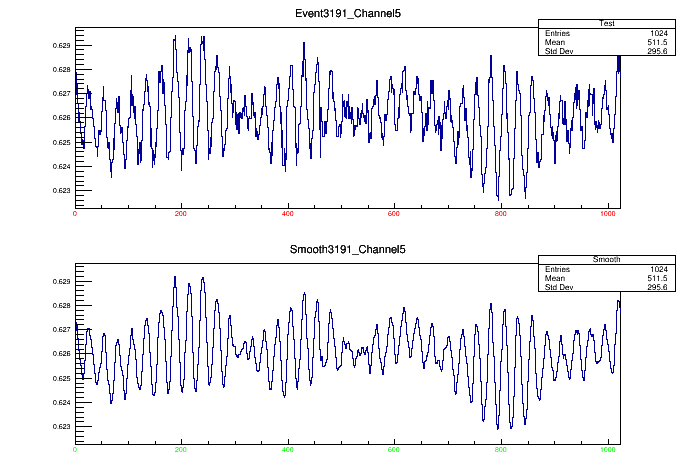 Event3191_Channel5
Test
Entries 1024
Mean 511.5
Std Dev 295.6
0.629
0.628
0.627
0.626
0.625
0.624
0.623
0 200 400 600 800 1000
Smooth3191_Channel5
Smooth
Entries 1024
Mean 511.5
Std Dev 295.6
0.629
0.628
0.627
0.626
0.625
0.624
0.623
0 200 400 600 800 1000